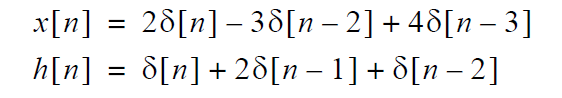 x[n] = 2δ[n] – 3δ[n – 2] + 4δ[n – 3]
h[n] = δ[n] + 2δ[n – 1] + δ[n – 2]